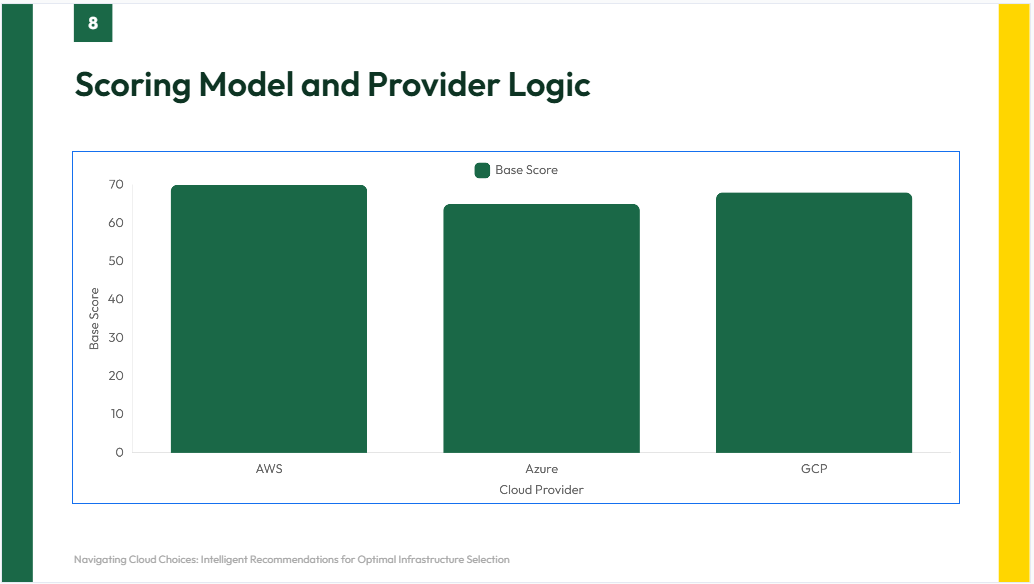 8
Scoring Model and Provider Logic
Base Score
70
60
50
40
30
20
10
0
Base Score
AWS
Azure
GCP
Cloud Provider
Navigating Cloud Choices: Intelligent Recommendations for Optimal Infrastructure Selection